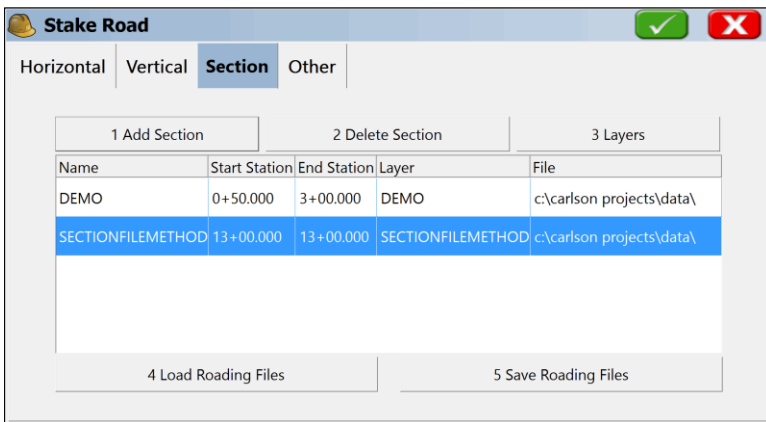 Stake Road
Horizontal Vertical Section Other
1 Add Section 2 Delete Section 3 Layers
Name Start Station End Station Layer File
DEMO 0+50.000 3+00.000 DEMO c:\carlson projects\data\
SECTIONFILEMETHOD 13+00.000 13+00.000 SECTIONFILEMETHOD c:\carlson projects\data\
4 Load Roading Files 5 Save Roading Files